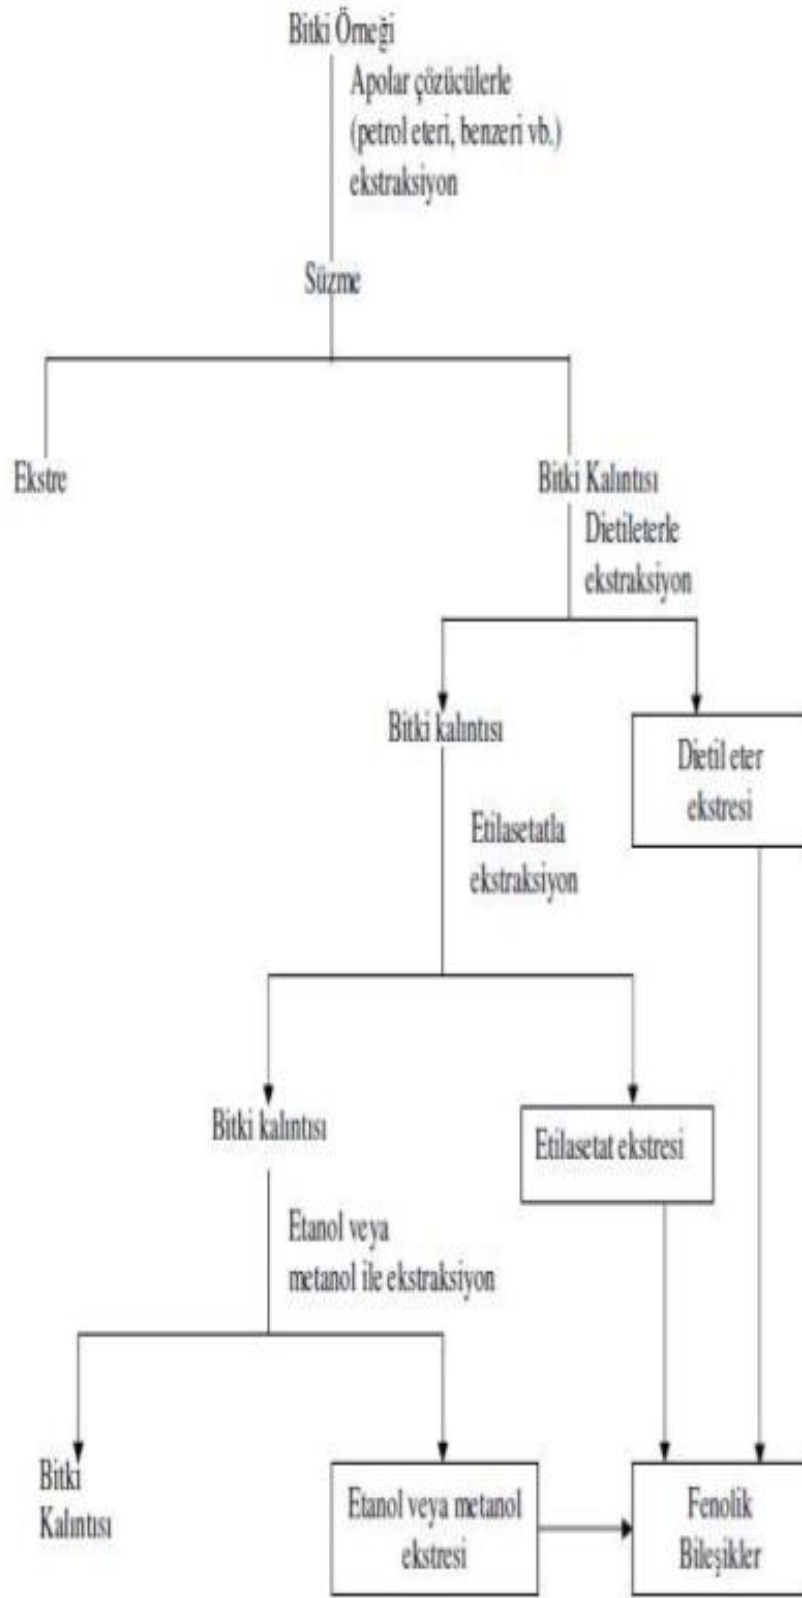 Bitki Örneği
Apolar çözücülerle
(petrol eteri, benzeri vb.)
ekstraksiyon
Süzme
Ekstre
Bitki Kalıntısı
Dietileterle
ekstraksiyon
Bitki kalıntısı
Dietil eter
ekstresi
Etilasetatla
ekstraksiyon
Bitki kalıntısı
Etilasetat ekstresi
Etanol veya
metanol ile ekstraksiyon
Bitki
Kalıntısı
Etanol veya metanol
ekstresi
Fenolik
Bileşikler